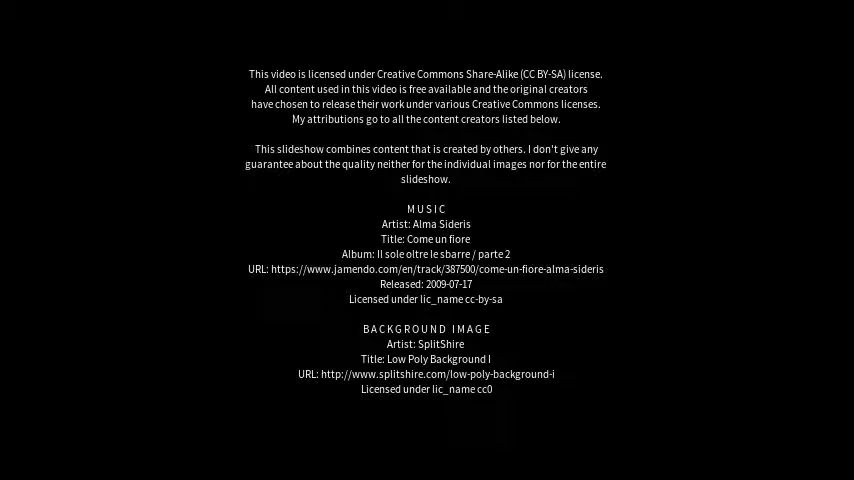 This video is licensed under Creative Commons Share-Alike (CC BY-SA) license.
All content used in this video is free available and the original creators
have chosen to release their work under various Creative Commons licenses.
My attributions go to all the content creators listed below.
This slideshow combines content that is created by others. I don't give any
guarantee about the quality neither for the individual images nor for the entire
slideshow.
MUSIC
Artist: Alma Sideris
Title: Come un fiore
Album: Il sole oltre le sbarre / parte 2
URL: https://www.jamendo.com/en/track/387500/come-un-fiore-alma-sideris
Released: 2009-07-17
Licensed under lic_name cc-by-sa
BACKGROUND IMAGE
Artist: SplitShire
Title: Low Poly Background I
URL: http://www.splitshire.com/low-poly-background-i
Licensed under lic_name cc0